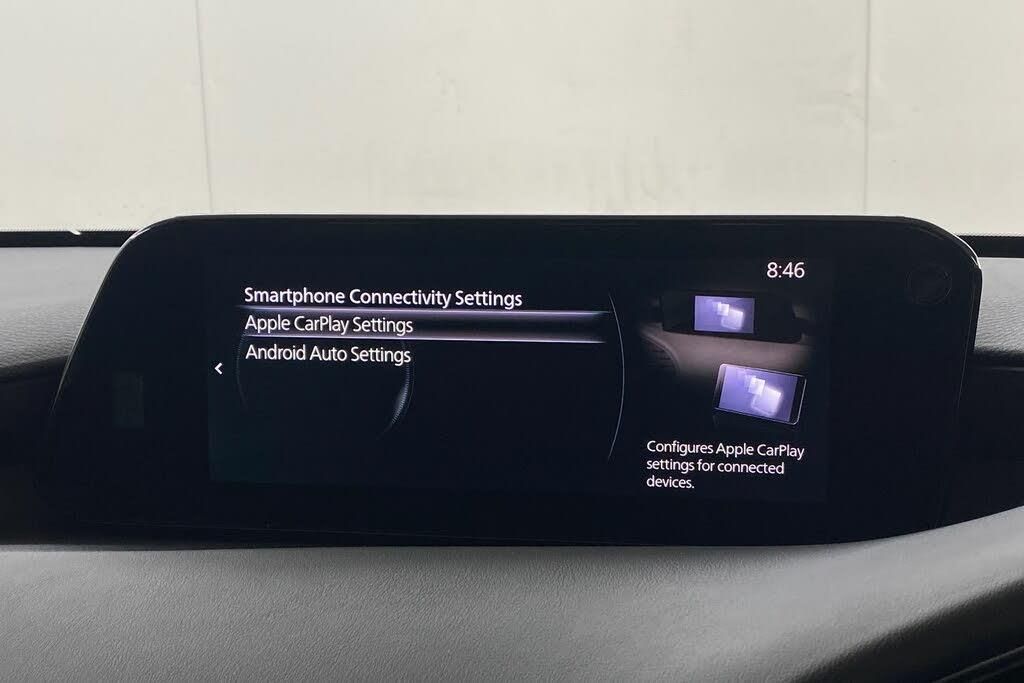 8:46
Smartphone Connectivity Settings
Apple CarPlay Settings
Android Auto Settings
Configures Apple CarPlay
settings for connected
devices.